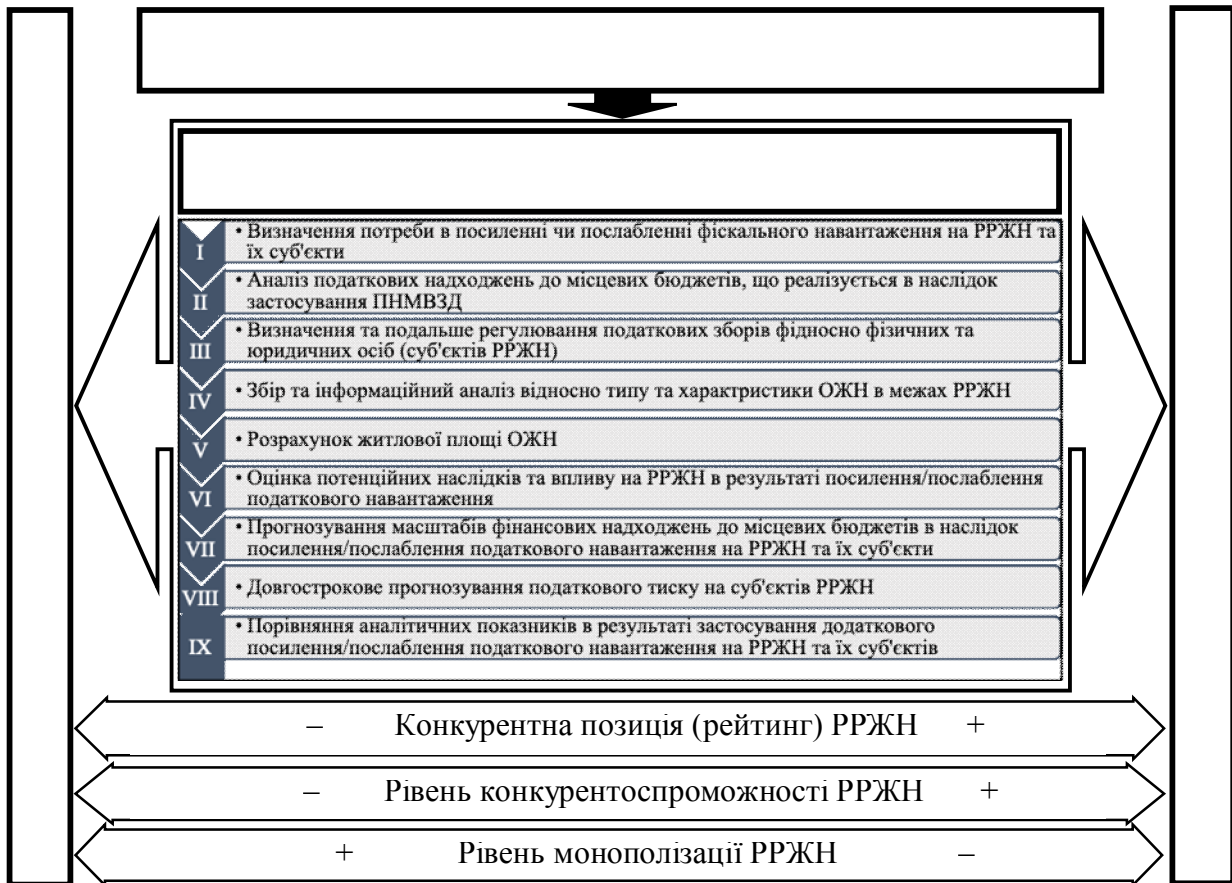 I
• Визначення потреби в посиленні чи послабленні фіскального навантаження на РРЖН та
їх суб'єкти
II
• Аналіз податкових надходжень до місцевих бюджетів, що реалізується в наслідок
застосування ПНМВЗД
III
• Визначення та подальше регулювання податкових зборів фідносно фізичних та
юридичних осіб (суб'єктів РРЖН)
IV
• Збір та інформаційний аналіз відносно типу та характристики ОЖН в межах РРЖН
V
• Розрахунок житлової площі ОЖН
VI
• Оцінка потенційних наслідків та впливу на РРЖН в результаті посилення/послаблення
податкового навантаження
VII
• Прогнозування масштабів фінансових надходжень до місцевих бюджетів в наслідок
посилення/послаблення податкового навантаження на РРЖН та їх суб'єкти
VIII
• Довгострокове прогнозування податкового тиску на суб'єктів РРЖН
IX
• Порівняння аналітичних показників в результаті застосування додаткового
посилення/послаблення податкового навантаження на РРЖН та їх суб'єктів
– Конкурентна позиція (рейтинг) РРЖН +
– Рівень конкурентоспроможності РРЖН +
+ Рівень монополізації РРЖН –